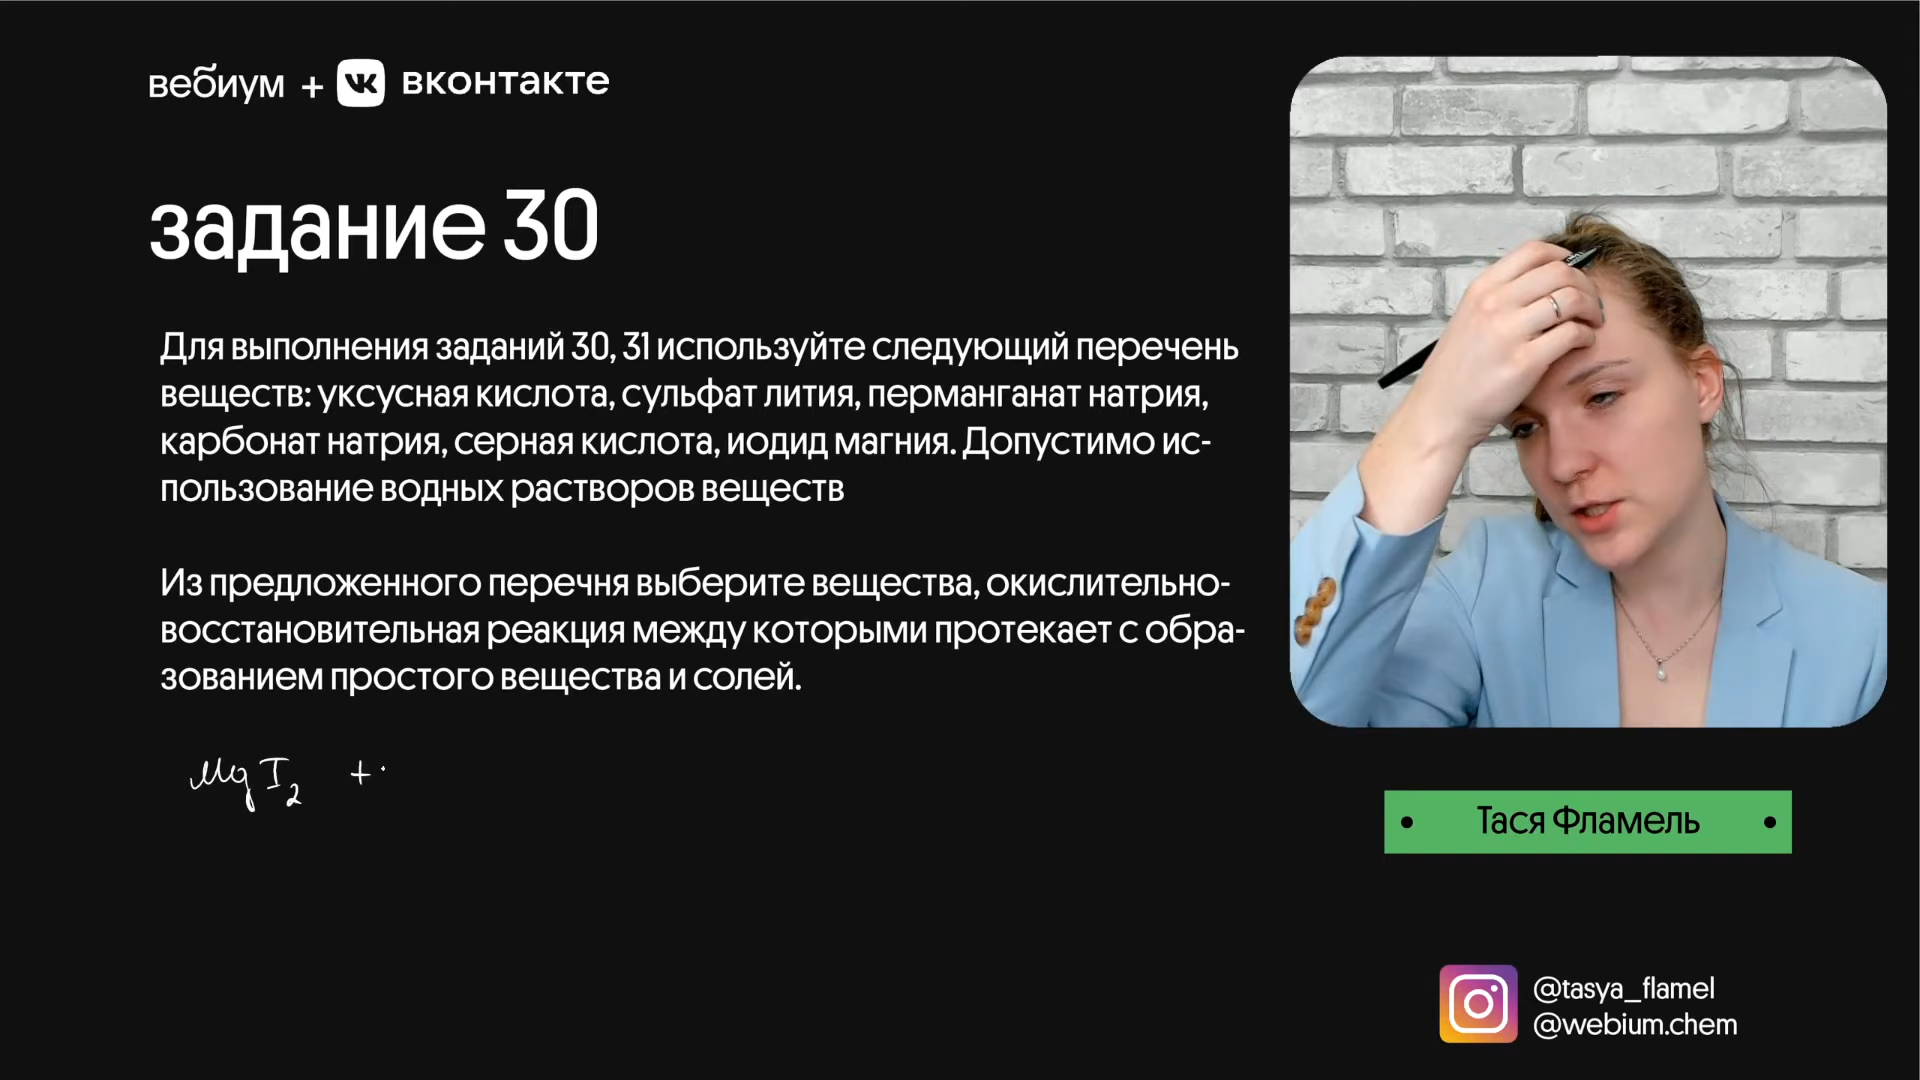 вебиум + вконтакте
задание 30
Для выполнения заданий 30, 31 используйте следующий перечень
веществ: уксусная кислота, сульфат лития, перманганат натрия,
карбонат натрия, серная кислота, иодид магния. Допустимо ис-
пользование водных растворов веществ
Из предложенного перечня выберите вещества, окислительно-
восстановительная реакция между которыми протекает с обра-
зованием простого вещества и солей.
MgI₂ +
Тася Фламель
@tasya_flamel
@webium.chem